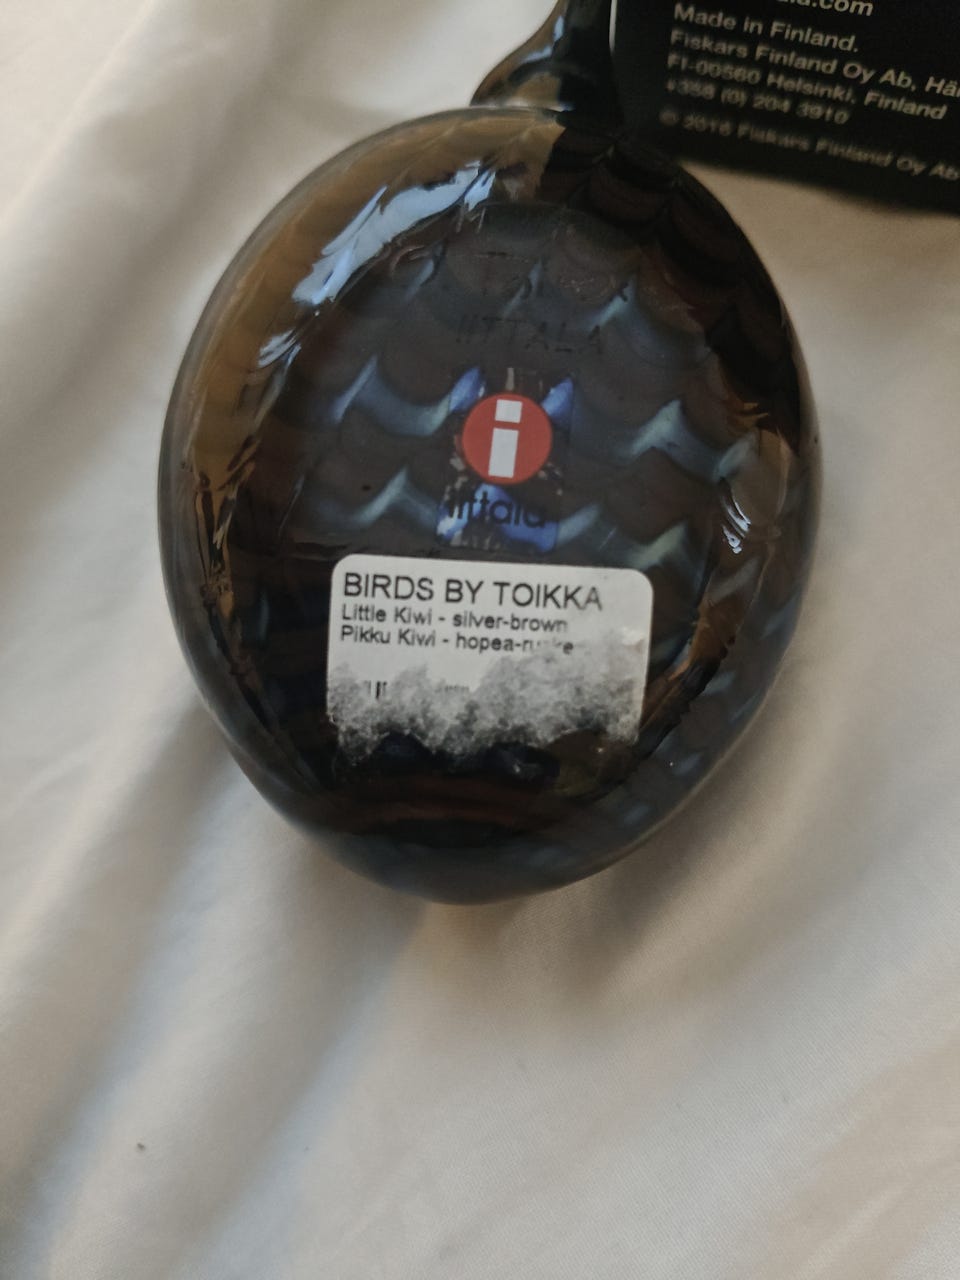 Made in Finland.
Fiskars Finland Oy Ab,
FI-00560 Helsinki, Finland
+358 (0) 204 3910
© 2016 Fiskars Finland Oy Ab
IITTALA
i
iittala
BIRDS BY TOIKKA
Little Kiwi - silver-brown
Pikku Kiwi -